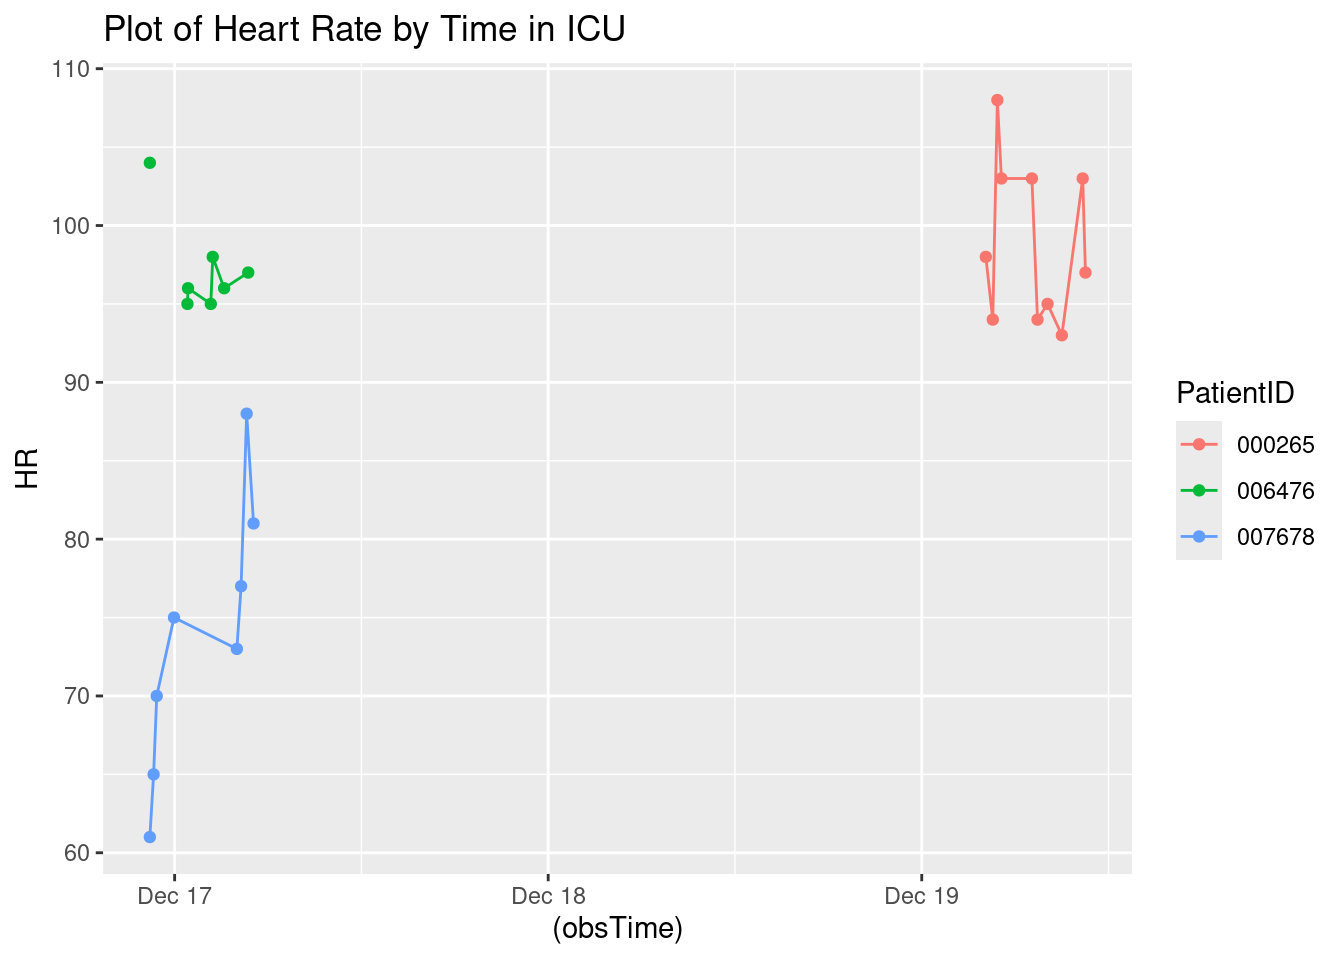 Plot of Heart Rate by Time in ICU
110
100
90
80
70
60
HR
Dec 17
Dec 18
Dec 19
(obsTime)
PatientID
000265
006476
007678